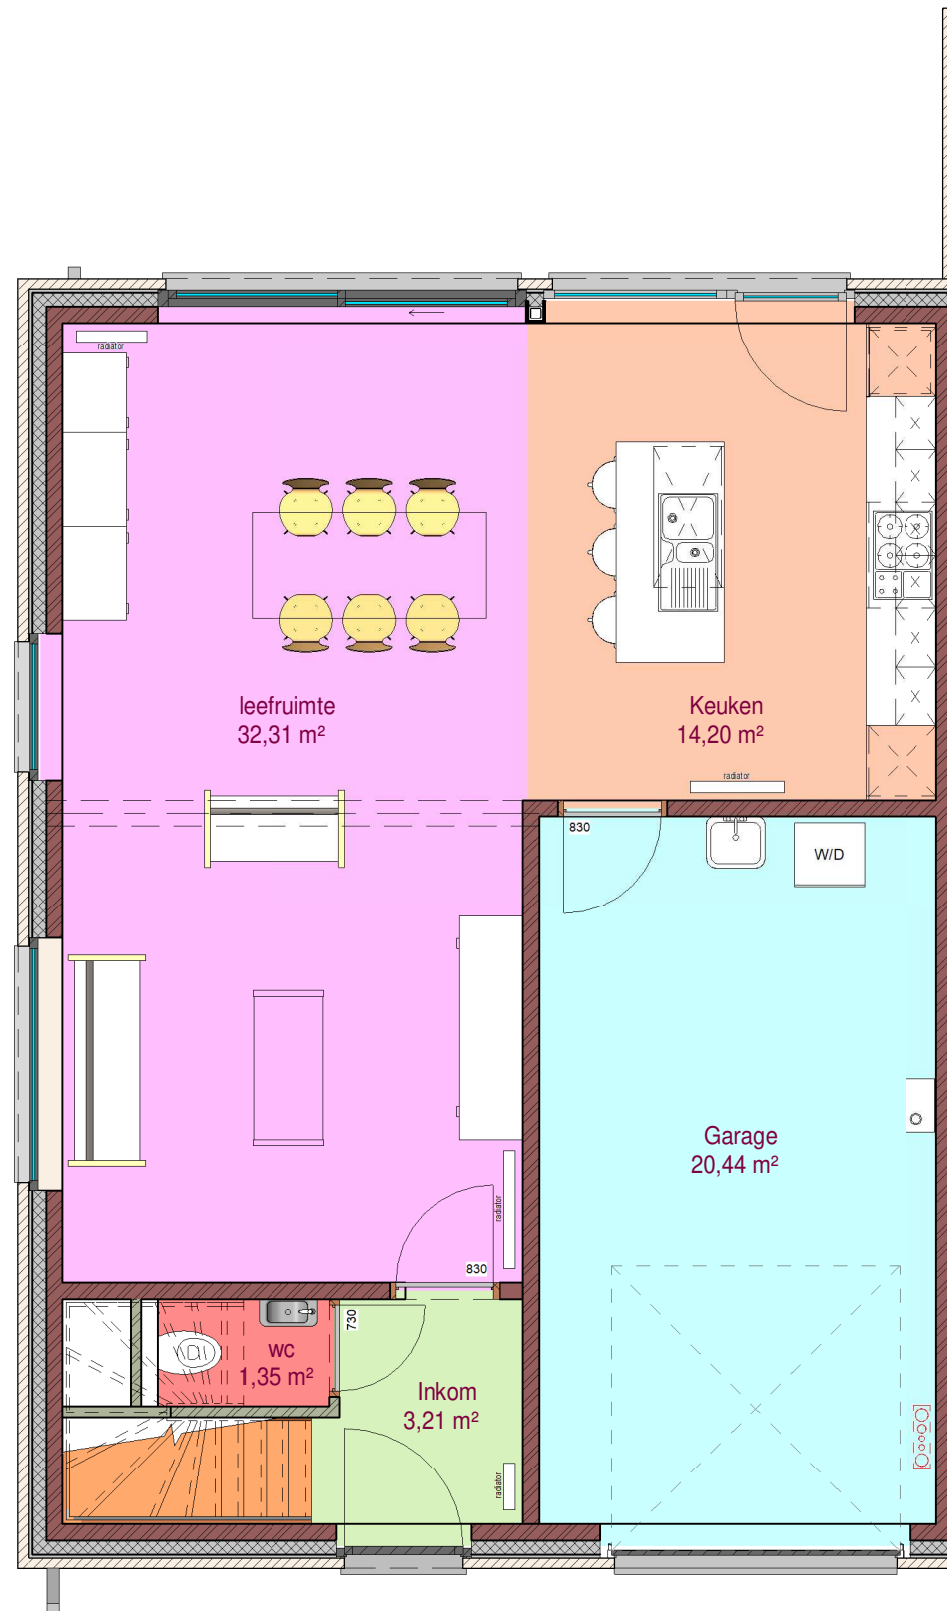 radiator
leefruimte
32,31 m²
Keuken
14,20 m²
radiator
830
W/D
Garage
20,44 m²
radiator
830
730
wc
1,35 m²
Inkom
3,21 m²
radiator